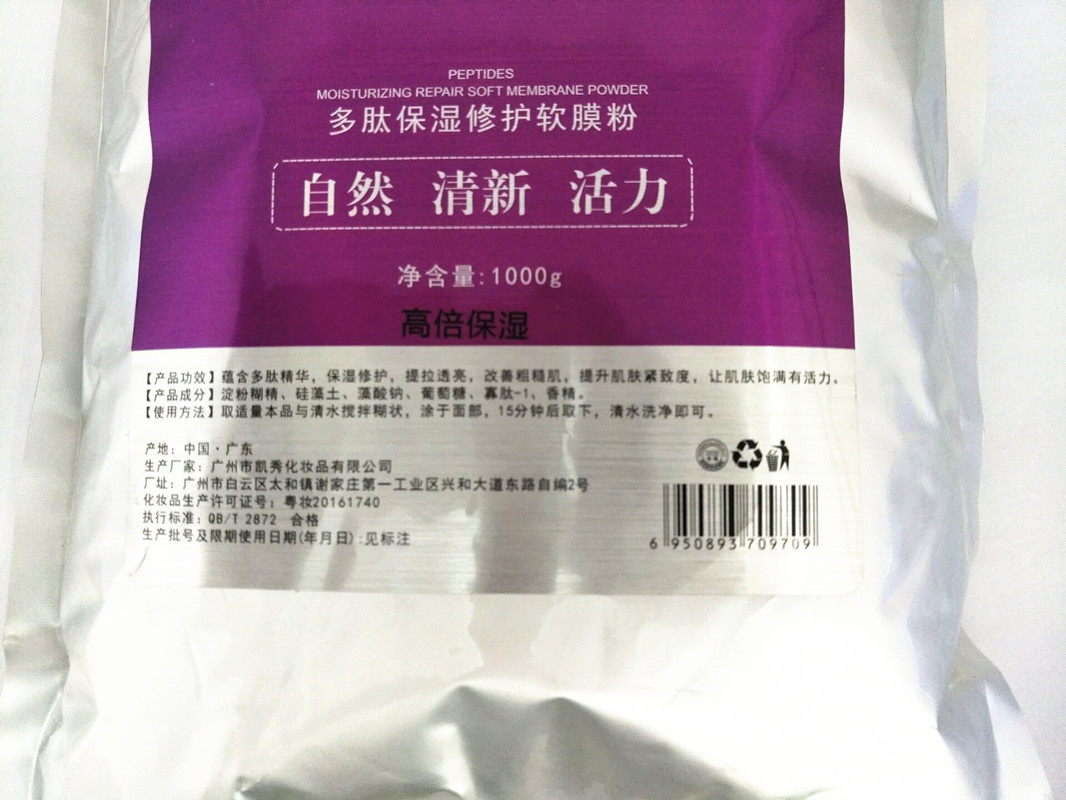 PEPTIDES
MOISTURIZING REPAIR SOFT MEMBRANE POWDER
多肽保湿修护软膜粉
自然 清新 活力
净含量:1000g
高倍保湿
【产品功效】蕴含多肽精华，保湿修护，提拉透亮，改善粗糙肌，提升肌肤紧致度，让肌肤饱满有活力。
【产品成分】淀粉糊精、硅藻土、藻酸钠、葡萄糖、寡肽-1、香精。
【使用方法】取适量本品与清水搅拌糊状，涂于面部，15分钟后取下，清水洗净即可。
产地：中国·广东
生产厂家：广州市凯秀化妆品有限公司
厂址：广州市白云区太和镇谢家庄第一工业区兴和大道东路自编2号
化妆品生产许可证号：粤妆20161740
执行标准：QB/T 2872 合格
生产批号及限期使用日期(年月日):见标注
6 950893 709709